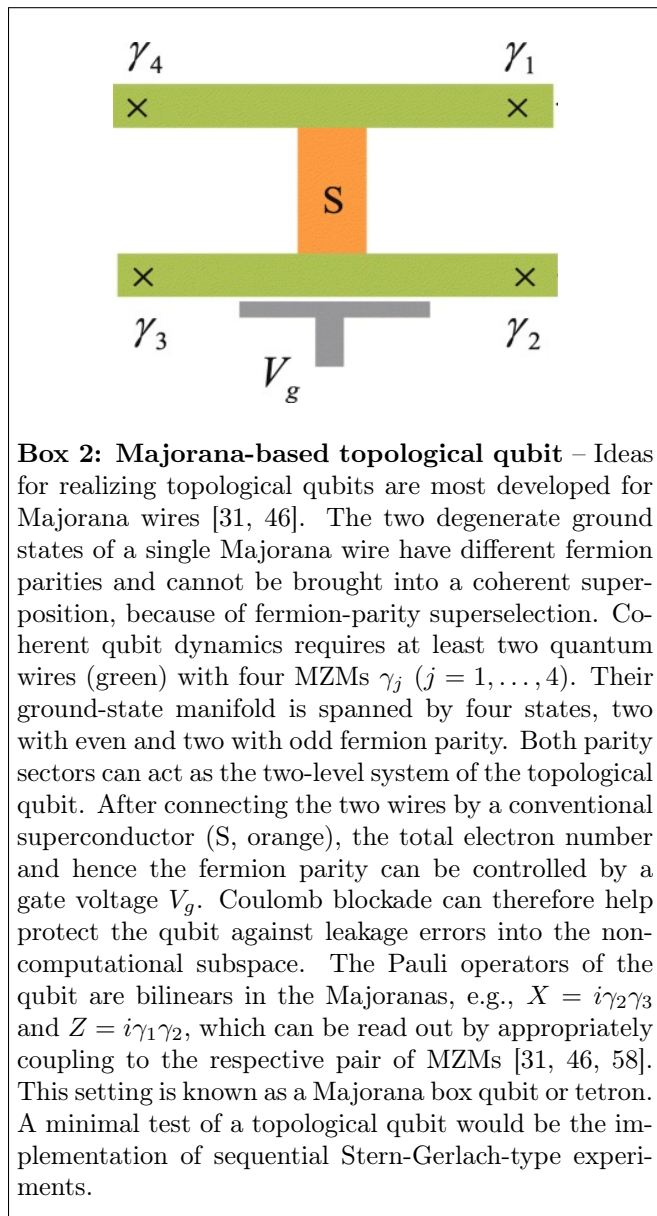 γ4 γ1
× ×
S
× ×
γ3 γ2
Vg
Box 2: Majorana-based topological qubit – Ideas
for realizing topological qubits are most developed for
Majorana wires [31, 46]. The two degenerate ground
states of a single Majorana wire have different fermion
parities and cannot be brought into a coherent super-
position, because of fermion-parity superselection. Co-
herent qubit dynamics requires at least two quantum
wires (green) with four MZMs γj (j = 1, . . . , 4). Their
ground-state manifold is spanned by four states, two
with even and two with odd fermion parity. Both parity
sectors can act as the two-level system of the topological
qubit. After connecting the two wires by a conventional
superconductor (S, orange), the total electron number
and hence the fermion parity can be controlled by a
gate voltage Vg. Coulomb blockade can therefore help
protect the qubit against leakage errors into the non-
computational subspace. The Pauli operators of the
qubit are bilinears in the Majoranas, e.g., X = iγ2γ3
and Z = iγ1γ2, which can be read out by appropriately
coupling to the respective pair of MZMs [31, 46, 58].
This setting is known as a Majorana box qubit or tetron.
A minimal test of a topological qubit would be the im-
plementation of sequential Stern-Gerlach-type experi-
ments.